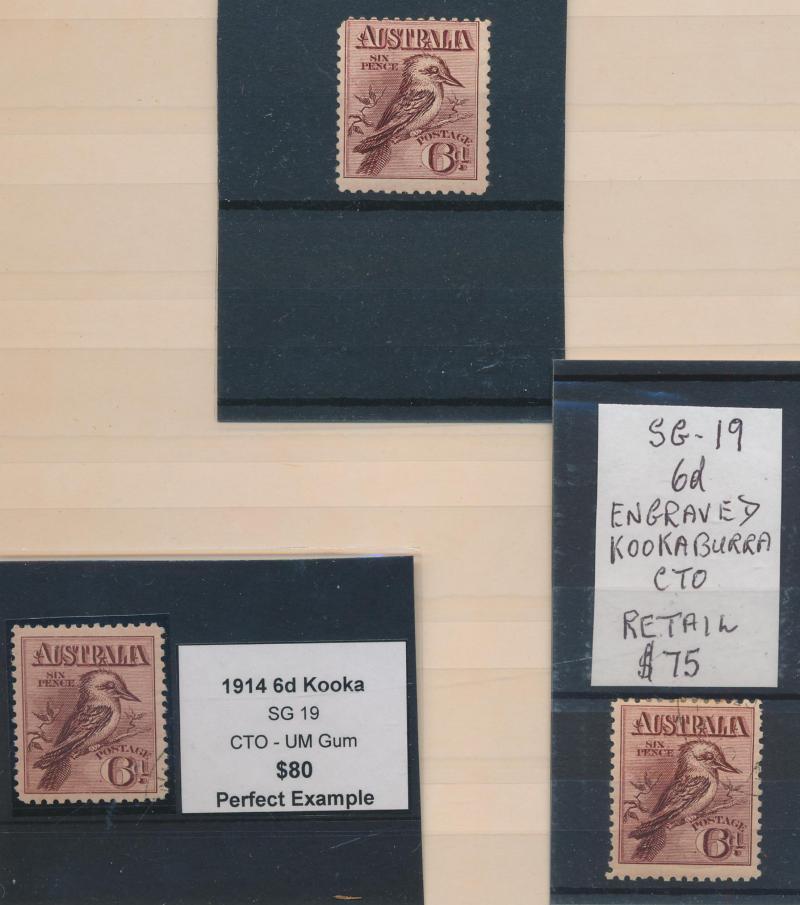 AUSTRALIA
SIX
PENCE
POSTAGE
6d.
SG-19
6d
ENGRAVED
KOOKABURRA
CTO
RETAIL
$75
AUSTRALIA
SIX
PENCE
POSTAGE
6d.
1914 6d Kooka
SG 19
CTO - UM Gum
$80
Perfect Example
AUSTRALIA
SIX
PENCE
POSTAGE
6d.